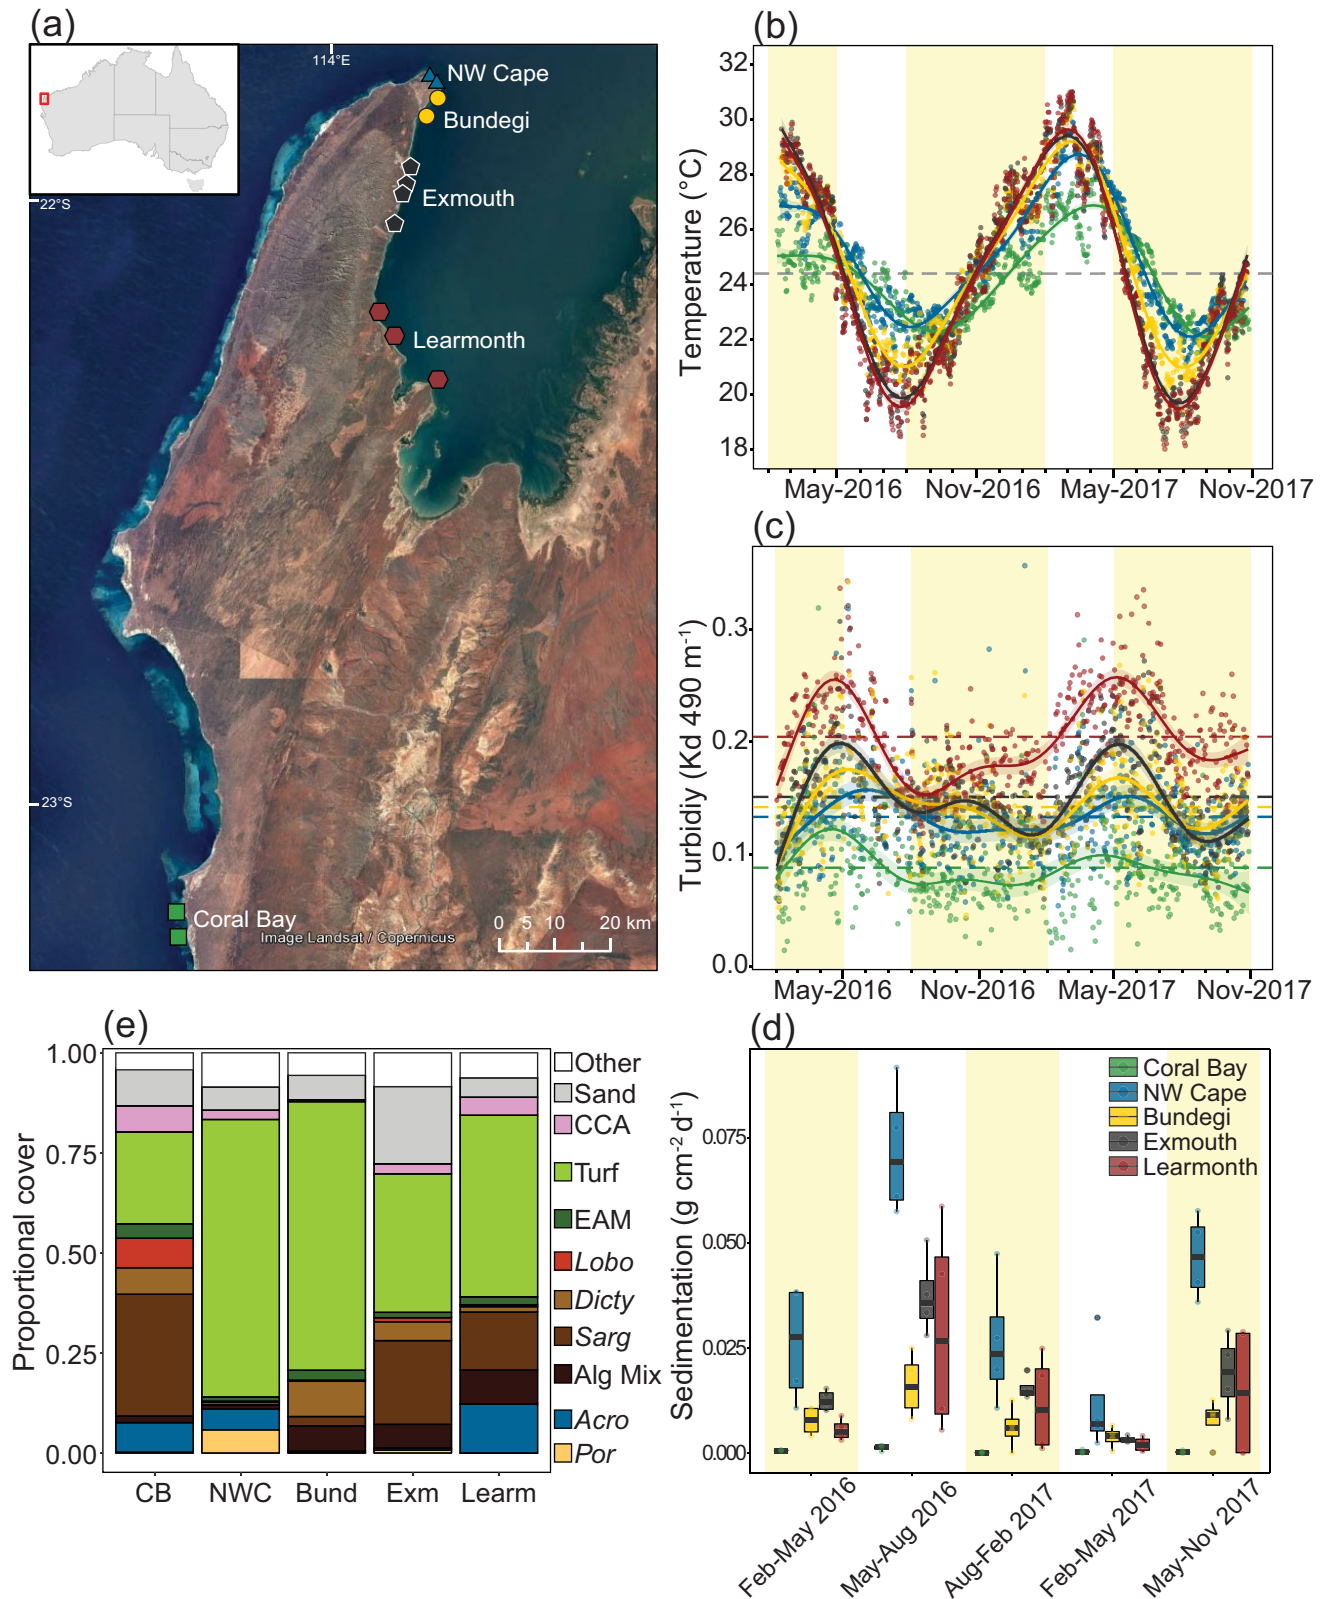 (a)
114°E
22°S
23°S
NW Cape
Bundegi
Exmouth
Learmonth
Coral Bay
Image Landsat / Copernicus
0 5 10 20 km
(b)
Temperature (°C)
32
30
28
26
24
22
20
18
May-2016 Nov-2016 May-2017 Nov-2017
(c)
Turbidiy (Kd 490 m-1)
0.3
0.2
0.1
0.0
May-2016 Nov-2016 May-2017 Nov-2017
(e)
Proportional cover
1.00
0.75
0.50
0.25
0.00
CB NWC Bund Exm Learm
Other
Sand
CCA
Turf
EAM
Lobo
Dicty
Sarg
Alg Mix
Acro
Por
(d)
Sedimentation (g cm-2 d-1)
0.075
0.050
0.025
0.000
Coral Bay
NW Cape
Bundegi
Exmouth
Learmonth
Feb-May 2016
May-Aug 2016
Aug-Feb 2017
Feb-May 2017
May-Nov 2017